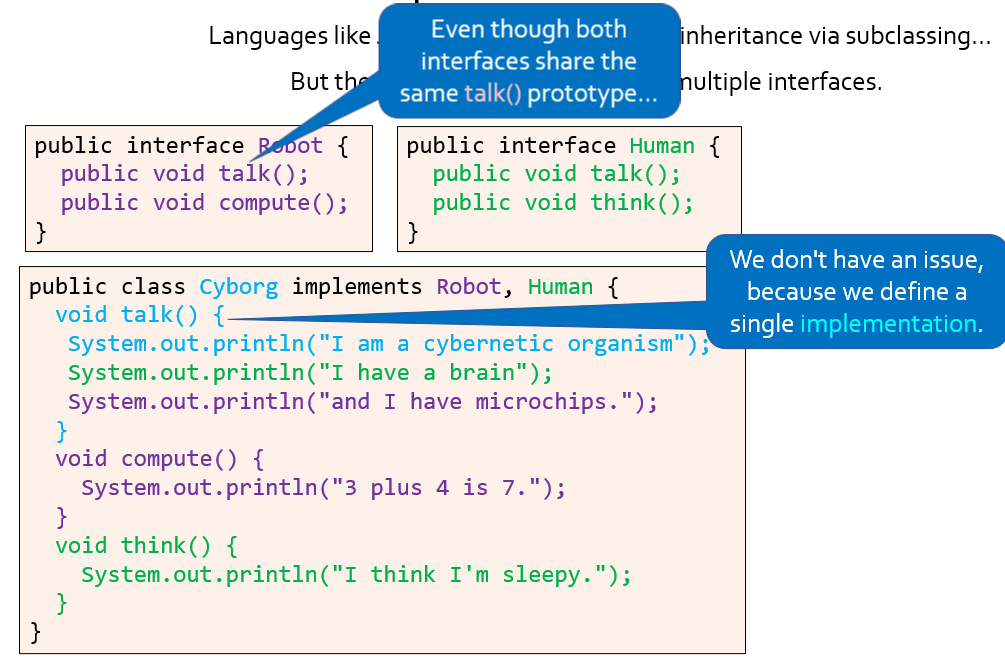 Languages like
inheritance via subclassing...
But
multiple interfaces.
Even though both
interfaces share the
same talk() prototype...
public interface Robot {
public void talk();
public void compute();
}
public interface Human {
public void talk();
public void think();
}
We don't have an issue,
because we define a
single implementation.
public class Cyborg implements Robot, Human {
void talk() {
System.out.println("I am a cybernetic organism");
System.out.println("I have a brain");
System.out.println("and I have microchips.");
}
void compute() {
System.out.println("3 plus 4 is 7.");
}
void think() {
System.out.println("I think I'm sleepy.");
}
}